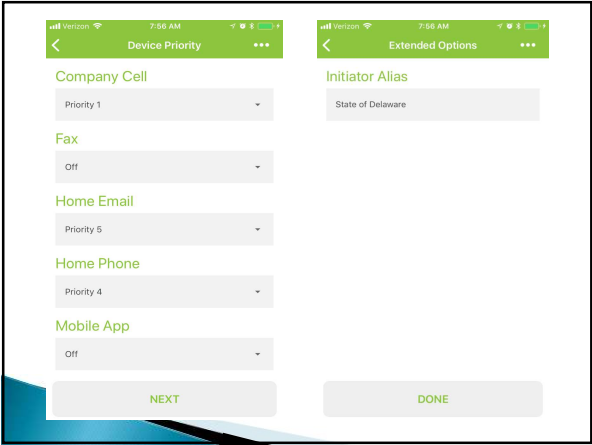 Verizon 7:56 AM
Device Priority
Company Cell
Priority 1
Fax
Off
Home Email
Priority 5
Home Phone
Priority 4
Mobile App
Off
NEXT
Verizon 7:56 AM
Extended Options
Initiator Alias
State of Delaware
DONE